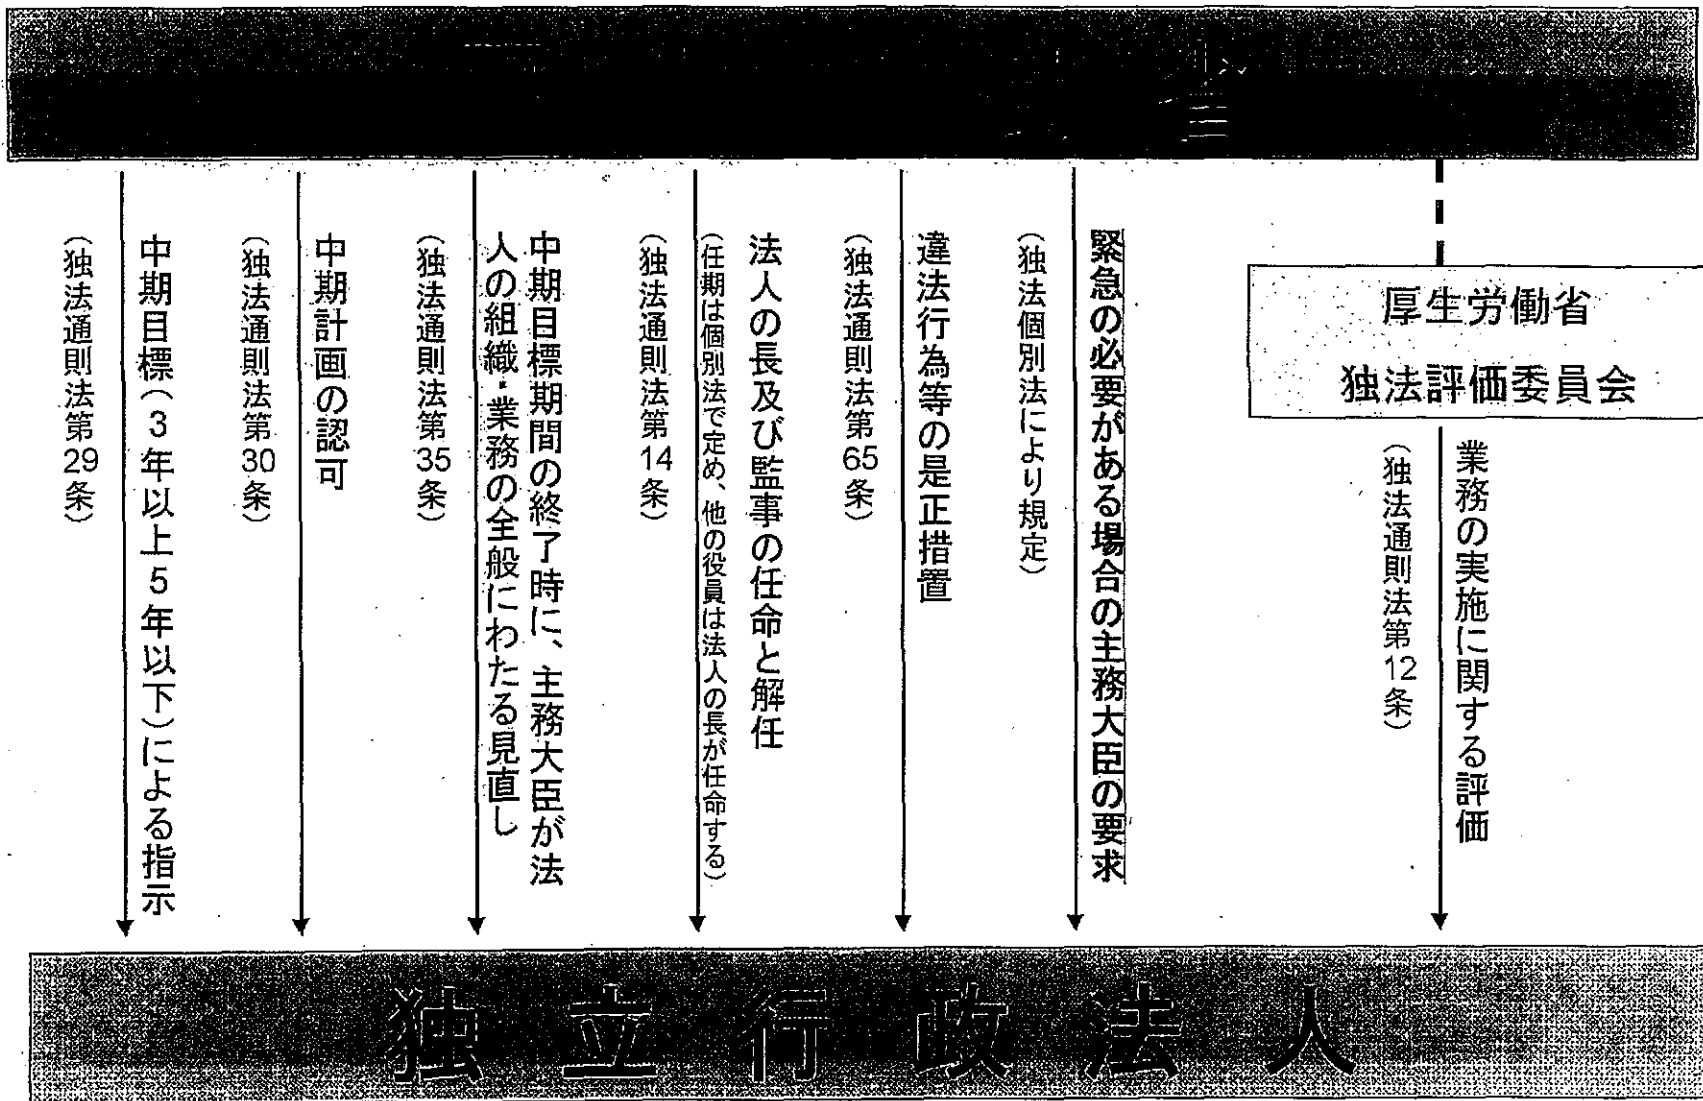 厚生労働省
独法評価委員会
業務の実施に関する評価
（独法通則法第12条）
緊急の必要がある場合の主務大臣の要求
（独法個別法により規定）
違法行為等の是正措置
（独法通則法第65条）
法人の長及び監事の任命と解任
（任期は個別法で定め、他の役員は法人の長が任命する）
（独法通則法第14条）
中期目標期間の終了時に、主務大臣が法
人の組織・業務の全般にわたる見直し
（独法通則法第35条）
中期計画の認可
（独法通則法第30条）
中期目標（３年以上５年以下）による指示
（独法通則法第29条）
独立行政法人